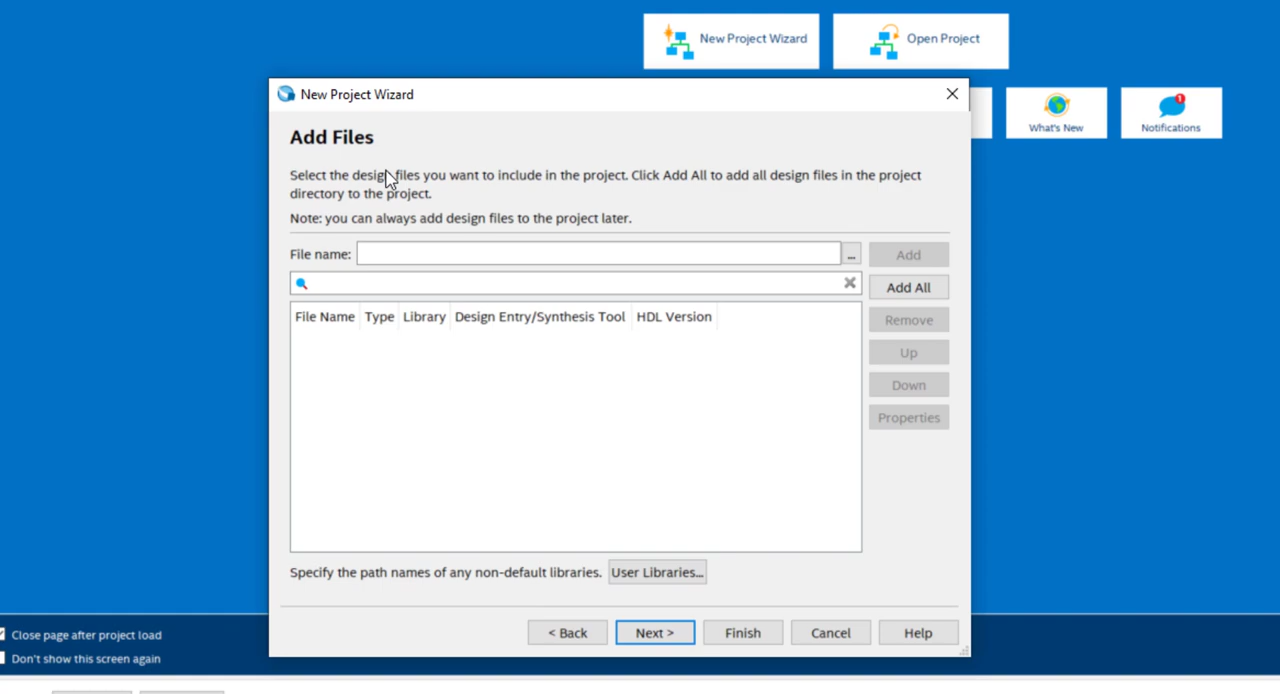 New Project Wizard
Open Project
New Project Wizard
What's New
1
Notifications
Add Files
Select the design files you want to include in the project. Click Add All to add all design files in the project
directory to the project.
Note: you can always add design files to the project later.
File name:
...
Add
Add All
File Name Type Library Design Entry/Synthesis Tool HDL Version
Remove
Up
Down
Properties
Specify the path names of any non-default libraries. User Libraries...
< Back Next > Finish Cancel Help
Close page after project load
Don't show this screen again